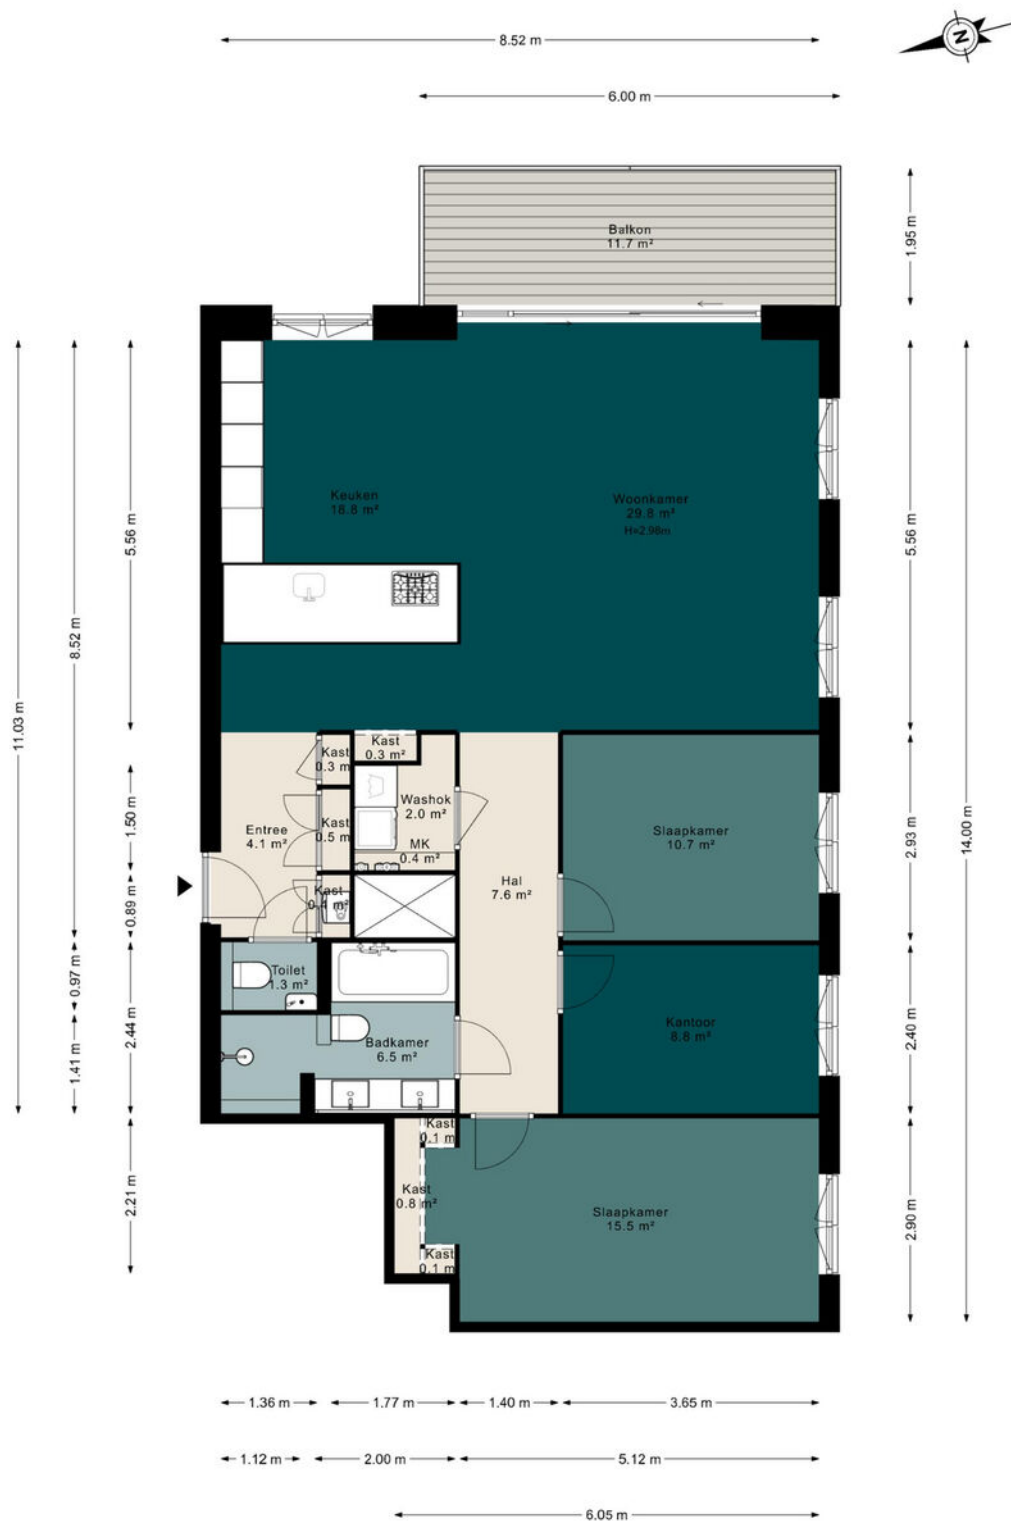 8.52 m
N
6.00 m
Balkon
11.7 m²
1.95 m
5.56 m
8.52 m
11.03 m
Keuken
18.8 m²
Woonkamer
29.8 m²
H=2.98m
5.56 m
14.00 m
Kast
0.3 m
Kast
0.3 m²
Washok
2.0 m²
Kast
0.5 m
MK
0.4 m²
Entree
4.1 m²
Kast
0.4 m
Hal
7.6 m²
Slaapkamer
10.7 m²
1.50 m
0.89 m
2.93 m
Toilet
1.3 m²
Badkamer
6.5 m²
Kantoor
8.8 m²
0.97 m
1.41 m
2.44 m
2.40 m
Kast
0.1 m
Kast
0.8 m²
Kast
0.1 m
Slaapkamer
15.5 m²
2.21 m
2.90 m
1.36 m
1.77 m
1.40 m
3.65 m
1.12 m
2.00 m
5.12 m
6.05 m